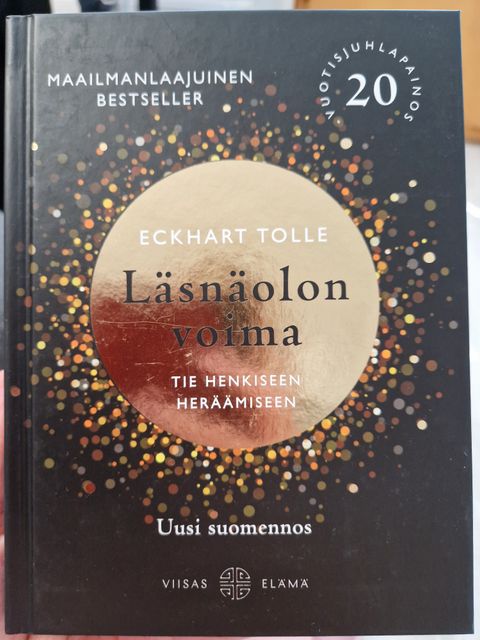 MAAILMANLAAJUINEN
BESTSELLER
VUOTISJUHLAPAINOS
20
ECKHART TOLLE
Läsnäolon
voima
TIE HENKISEEN
HERÄÄMISEEN
Uusi suomennos
VIISAS ELÄMÄ